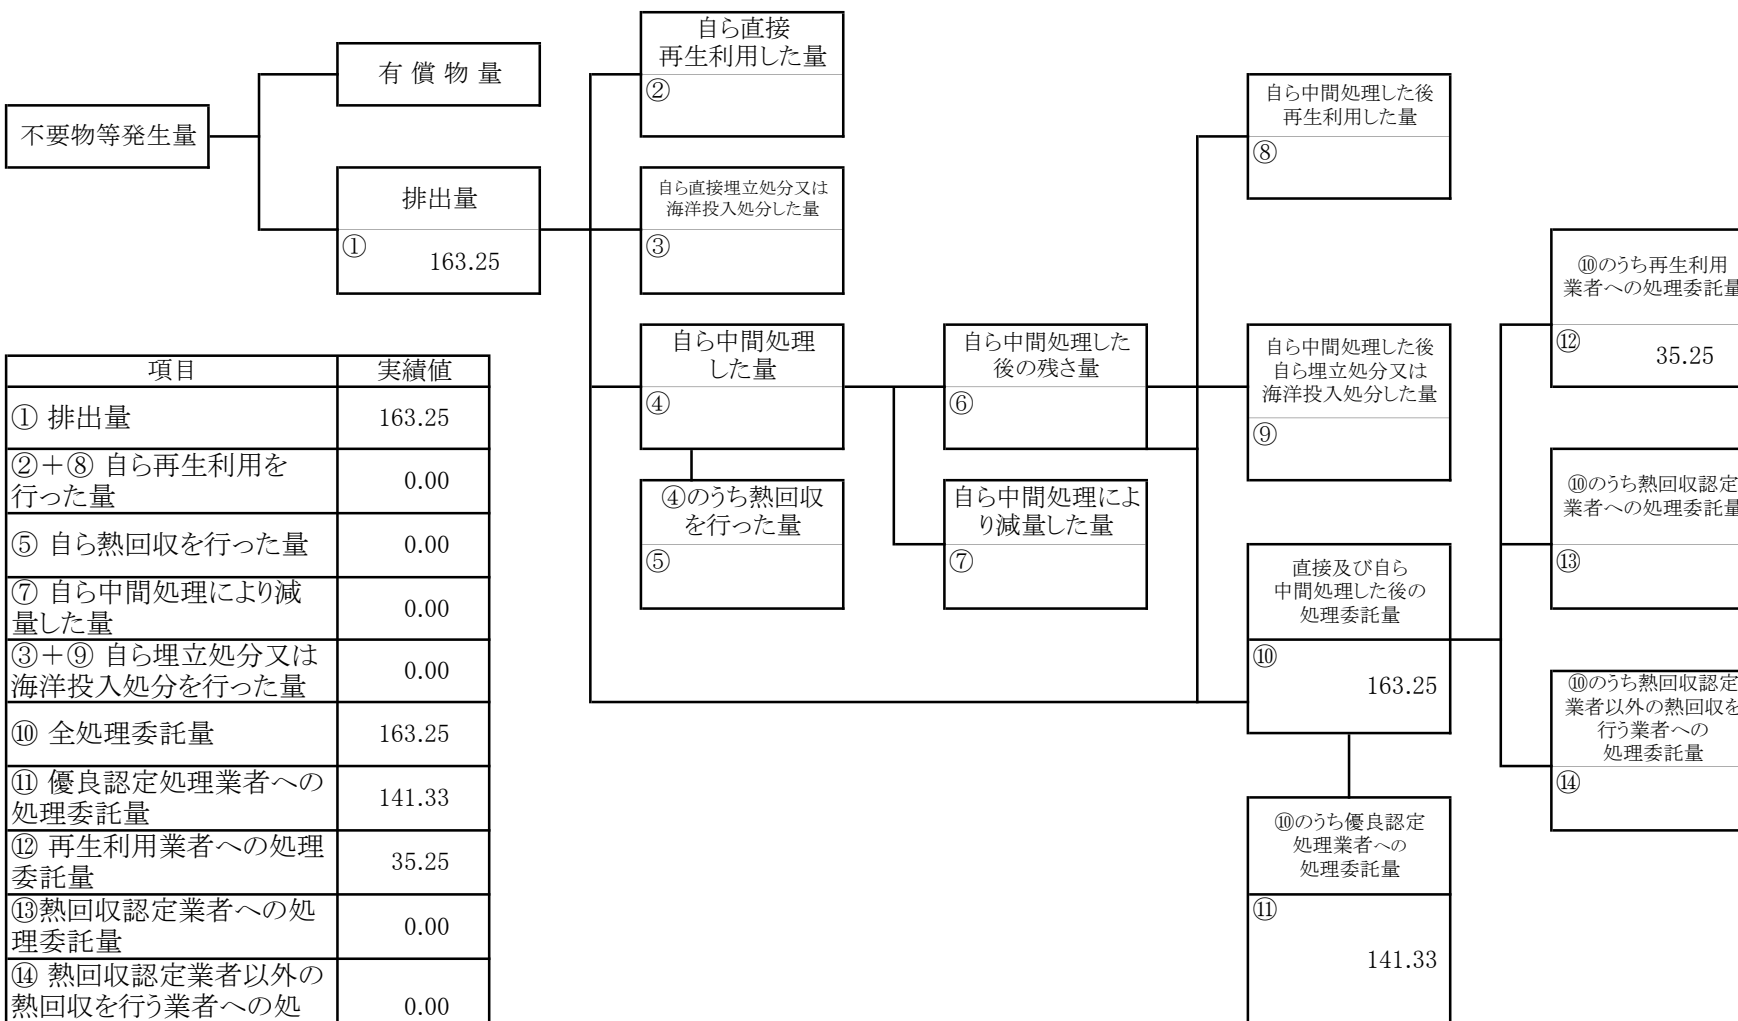 不要物等発生量
有 償 物 量
排出量
①
163.25
自ら直接
再生利用した量
②
自ら直接埋立処分又は
海洋投入処分した量
③
自ら中間処理
した量
④
④のうち熱回収
を行った量
⑤
自ら中間処理した
後の残さ量
⑥
自ら中間処理によ
り減量した量
⑦
自ら中間処理した後
再生利用した量
⑧
自ら中間処理した後
自ら埋立処分又は
海洋投入処分した量
⑨
直接及び自ら
中間処理した後の
処理委託量
⑩
163.25
⑩のうち優良認定
処理業者への
処理委託量
⑪
141.33
⑩のうち再生利用
業者への処理委託量
⑫
35.25
⑩のうち熱回収認定
業者への処理委託量
⑬
⑩のうち熱回収認定
業者以外の熱回収を
行う業者への
処理委託量
⑭
項目 実績値
① 排出量 163.25
②+⑧ 自ら再生利用を
行った量 0.00
⑤ 自ら熱回収を行った量 0.00
⑦ 自ら中間処理により減
量した量 0.00
③+⑨ 自ら埋立処分又は
海洋投入処分を行った量 0.00
⑩ 全処理委託量 163.25
⑪ 優良認定処理業者への
処理委託量 141.33
⑫ 再生利用業者への処理
委託量 35.25
⑬熱回収認定業者への処
理委託量 0.00
⑭ 熱回収認定業者以外の
熱回収を行う業者への処 0.00